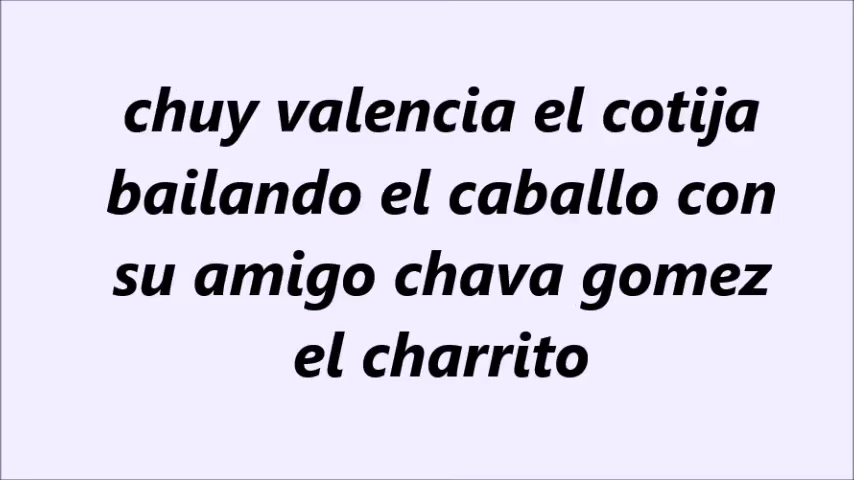 chuy valencia el cotija
bailando el caballo con
su amigo chava gomez
el charrito